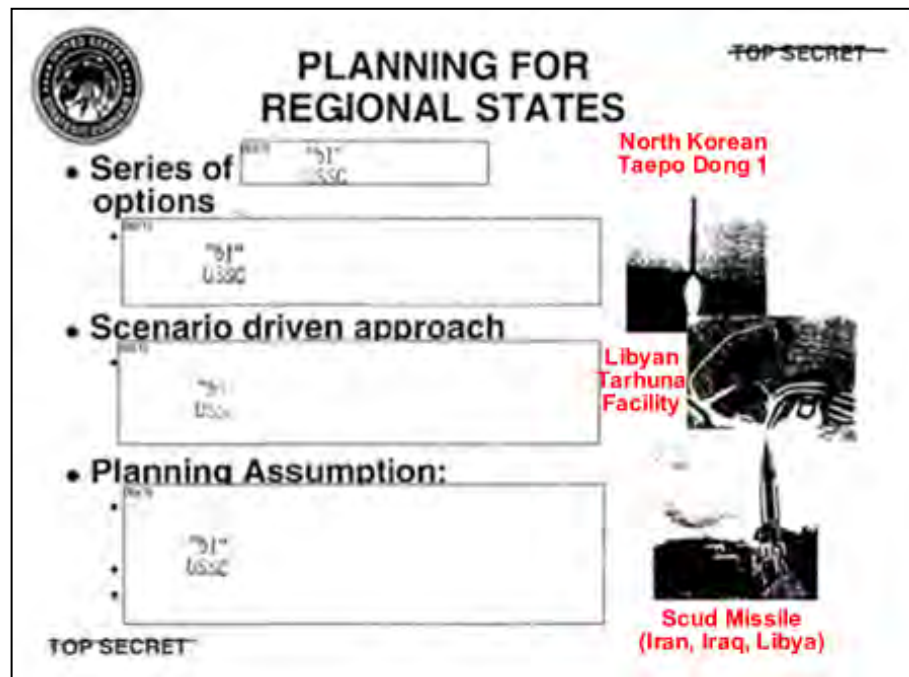 PLANNING FOR
REGIONAL STATES
TOP SECRET
• Series of
options
"b1"
USSC
North Korean
Taepo Dong 1
•
"b1"
USSC
• Scenario driven approach
•
"b1"
USSC
Libyan
Tarhuna
Facility
• Planning Assumption:
•
"b1"
USSC
•
•
Scud Missile
(Iran, Iraq, Libya)
TOP SECRET